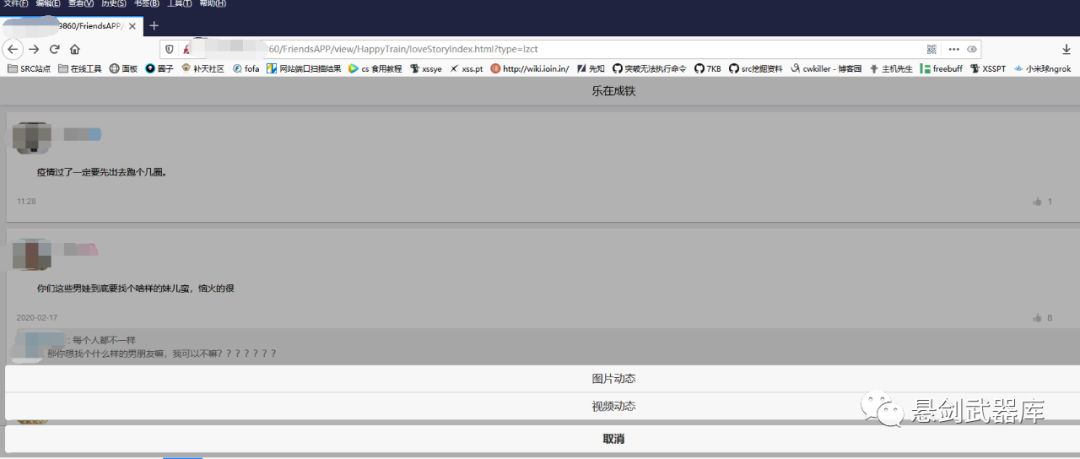 文件(F) 编辑(E) 查看(V) 历史(S) 书签(B) 工具(T) 帮助(H)
9860/FriendsAPP/
60/FriendsAPP/view/HappyTrain/loveStoryIndex.html?type=lzct
SRC站点 在线工具 面板 圈子 补天社区 fofa 网站端口扫描结果 cs 食用教程 xssye xss.pt http://wiki.ioin.in/ 先知 突破无法执行命令 7KB src挖掘资料 cwkiller - 博客园 主机先生 freebuff XSSPT 小米球ngrok
乐在成铁
疫情过了一定要先出去跑个几圈。
11:28 1
你们这些男娃到底要找个啥样的妹儿蛮，恼火的很
2020-02-17 6
: 每个人都不一样
那你想找个什么样的男朋友嘛，我可以不嘛？？？？？？？
图片动态
视频动态
悬剑武器库
取消